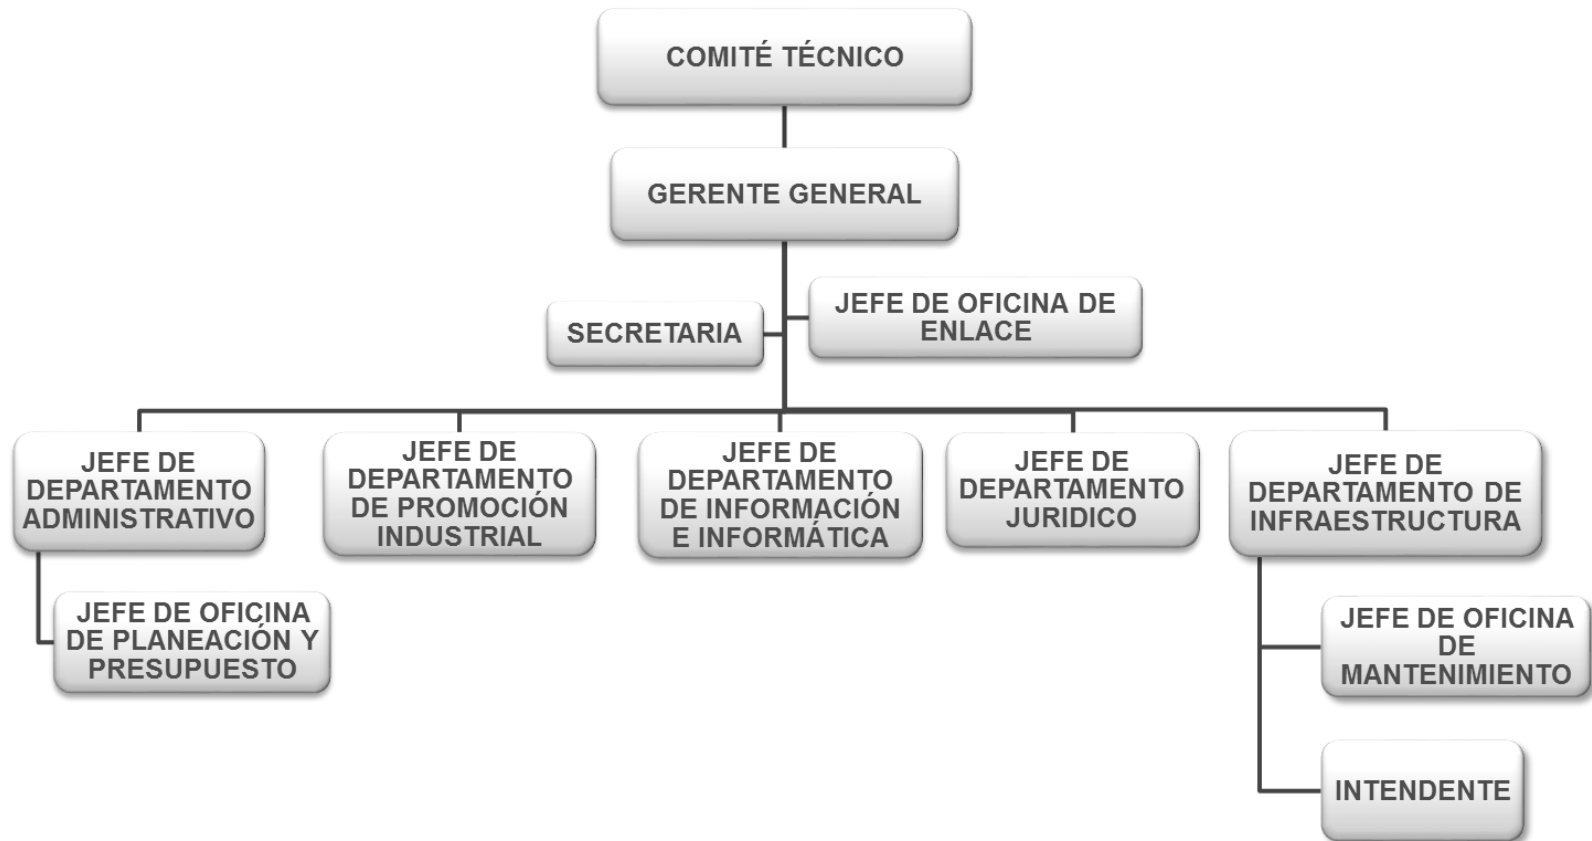 COMITÉ TÉCNICO
GERENTE GENERAL
SECRETARIA
JEFE DE OFICINA DE
ENLACE
JEFE DE
DEPARTAMENTO
ADMINISTRATIVO
JEFE DE
DEPARTAMENTO
DE PROMOCIÓN
INDUSTRIAL
JEFE DE
DEPARTAMENTO
DE INFORMACIÓN
E INFORMÁTICA
JEFE DE
DEPARTAMENTO
JURIDICO
JEFE DE
DEPARTAMENTO DE
INFRAESTRUCTURA
JEFE DE OFICINA
DE PLANEACIÓN Y
PRESUPUESTO
JEFE DE OFICINA
DE
MANTENIMIENTO
INTENDENTE